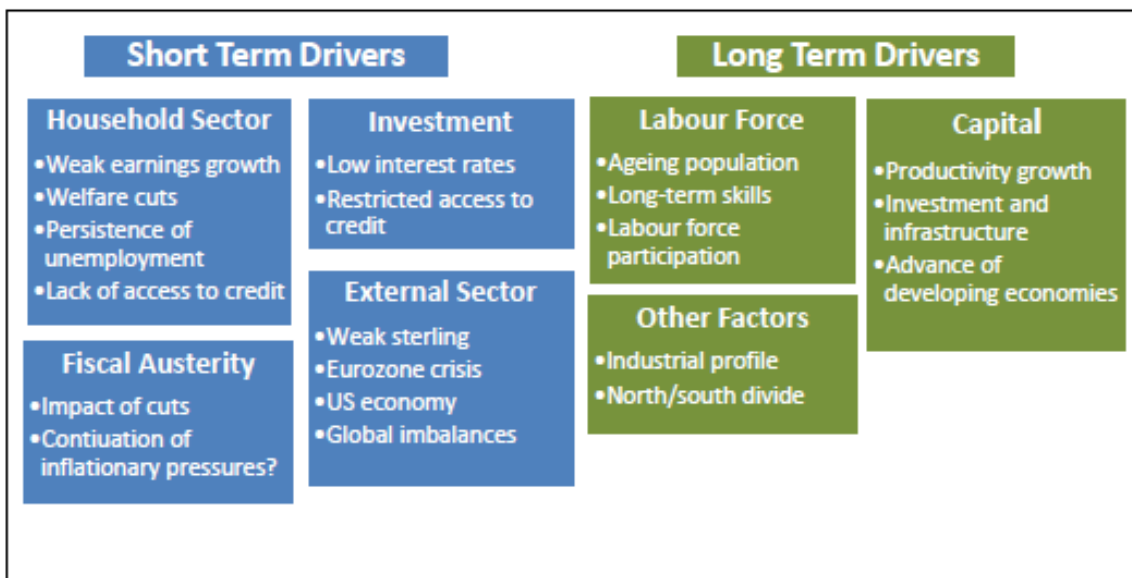 Short Term Drivers
Household Sector
•Weak earnings growth
•Welfare cuts
•Persistence of
unemployment
•Lack of access to credit
Fiscal Austerity
•Impact of cuts
•Contiuation of
inflationary pressures?
Investment
•Low interest rates
•Restricted access to
credit
External Sector
•Weak sterling
•Eurozone crisis
•US economy
•Global imbalances
Long Term Drivers
Labour Force
•Ageing population
•Long-term skills
•Labour force
participation
Other Factors
•Industrial profile
•North/south divide
Capital
•Productivity growth
•Investment and
infrastructure
•Advance of
developing economies